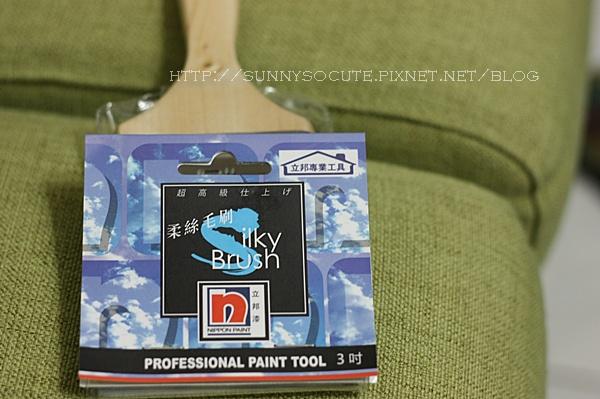 HTTP://SUNNYSOCUTE.PIXNET.NET/BLOG
立邦專業工具
超高級仕上げ
柔絲毛刷
Silky
Brush
n
立邦漆
NIPPON PAINT
PROFESSIONAL PAINT TOOL 3吋